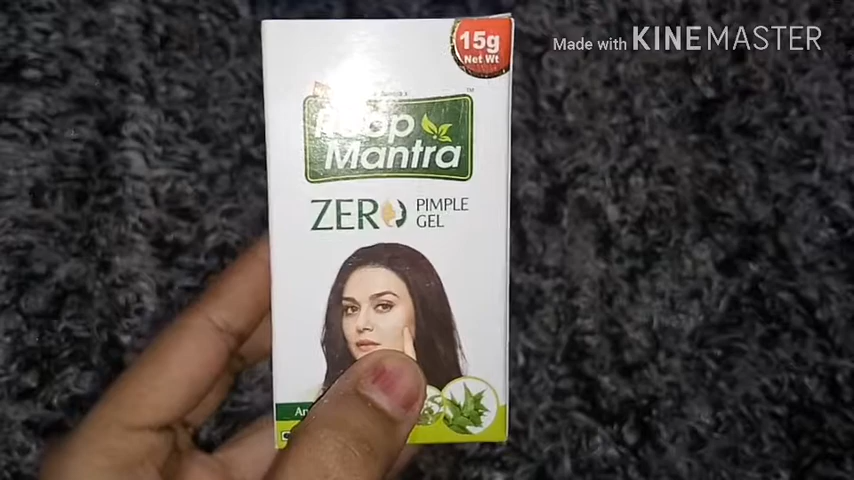 Made with KINEMASTER
15g
Net Wt
Roop
Mantra
ZERO PIMPLE
GEL